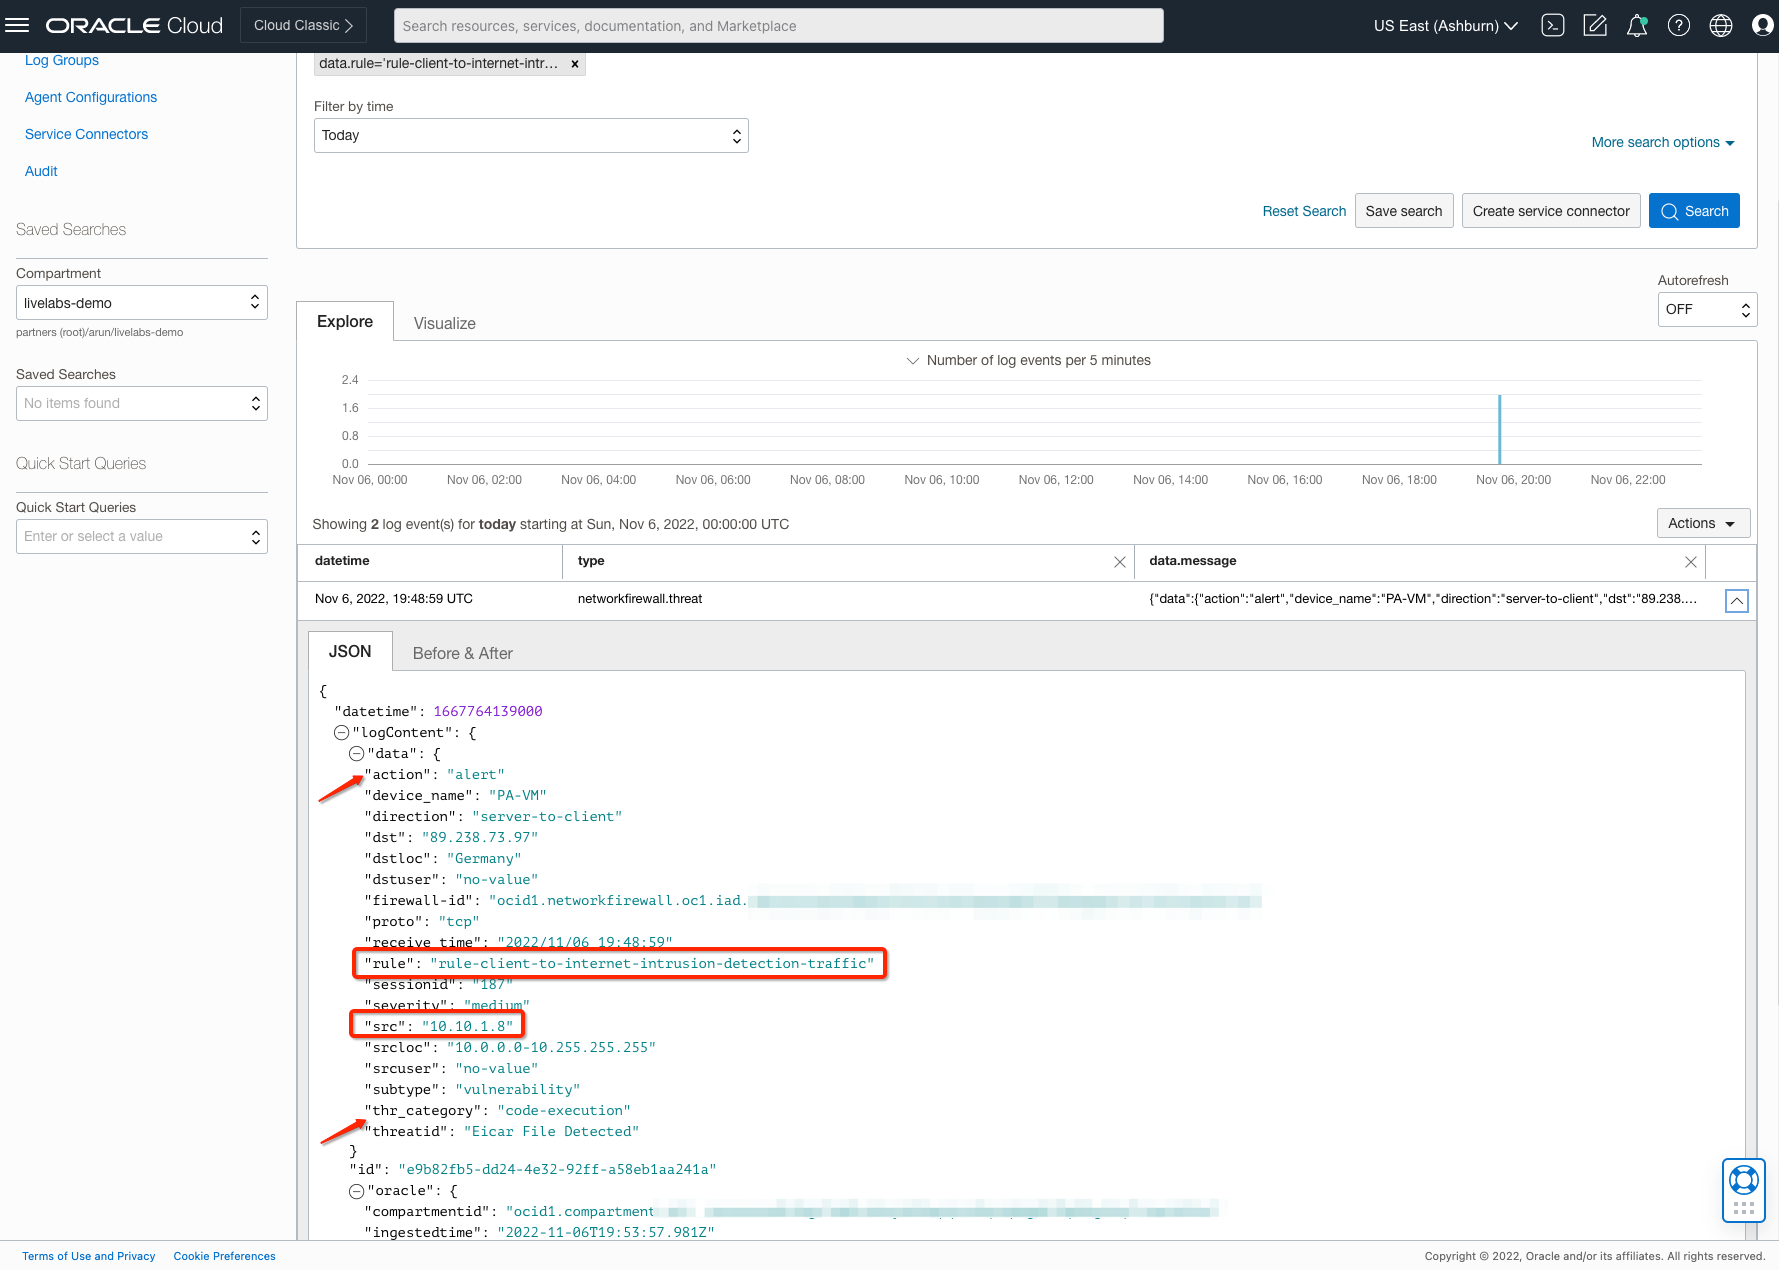 ORACLE Cloud
Cloud Classic
Search resources, services, documentation, and Marketplace
US East (Ashburn)
Log Groups
Agent Configurations
Service Connectors
Audit
Saved Searches
Compartment
livelabs-demo
partners (root)/arun/livelabs-demo
Saved Searches
No items found
Quick Start Queries
Quick Start Queries
Enter or select a value
data.rule='rule-client-to-internet-intr... ×
Filter by time
Today
More search options
Reset Search
Save search
Create service connector
Search
Autorefresh
OFF
Explore
Visualize
Number of log events per 5 minutes
2.4
1.6
0.8
0.0
Nov 06, 00:00 Nov 06, 02:00 Nov 06, 04:00 Nov 06, 06:00 Nov 06, 08:00 Nov 06, 10:00 Nov 06, 12:00 Nov 06, 14:00 Nov 06, 16:00 Nov 06, 18:00 Nov 06, 20:00 Nov 06, 22:00
Showing 2 log event(s) for today starting at Sun, Nov 6, 2022, 00:00:00 UTC
Actions
datetime type data.message
Nov 6, 2022, 19:48:59 UTC networkfirewall.threat {"data":{"action":"alert","device_name":"PA-VM","direction":"server-to-client","dst":"89.238....
JSON
Before & After
{
"datetime": 1667764139000
"logContent": {
"data": {
"action": "alert"
"device_name": "PA-VM"
"direction": "server-to-client"
"dst": "89.238.73.97"
"dstloc": "Germany"
"dstuser": "no-value"
"firewall-id": "ocid1.networkfirewall.oc1.iad.
"proto": "tcp"
"receive_time": "2022/11/06 19:48:59"
"rule": "rule-client-to-internet-intrusion-detection-traffic"
"sessionid": "187"
"severity": "medium"
"src": "10.10.1.8"
"srcloc": "10.0.0.0-10.255.255.255"
"srcuser": "no-value"
"subtype": "vulnerability"
"thr_category": "code-execution"
"threatid": "Eicar File Detected"
}
"id": "e9b82fb5-dd24-4e32-92ff-a58eb1aa241a"
"oracle": {
"compartmentid": "ocid1.compartment
"ingestedtime": "2022-11-06T19:53:57.981Z"
Terms of Use and Privacy
Cookie Preferences
Copyright © 2022, Oracle and/or its affiliates. All rights reserved.